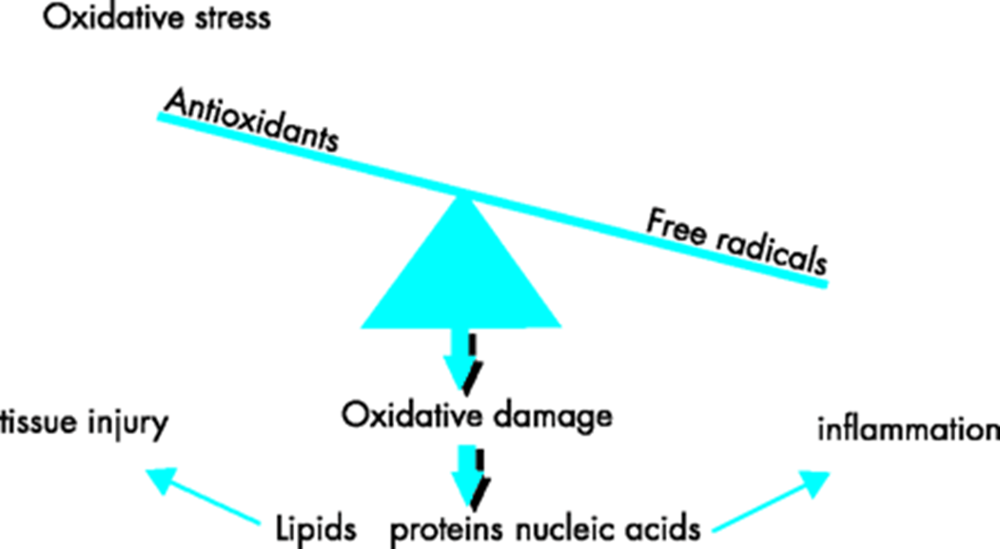 Oxidative stress
Antioxidants
Free radicals
tissue injury
Oxidative damage
inflammation
Lipids proteins nucleic acids